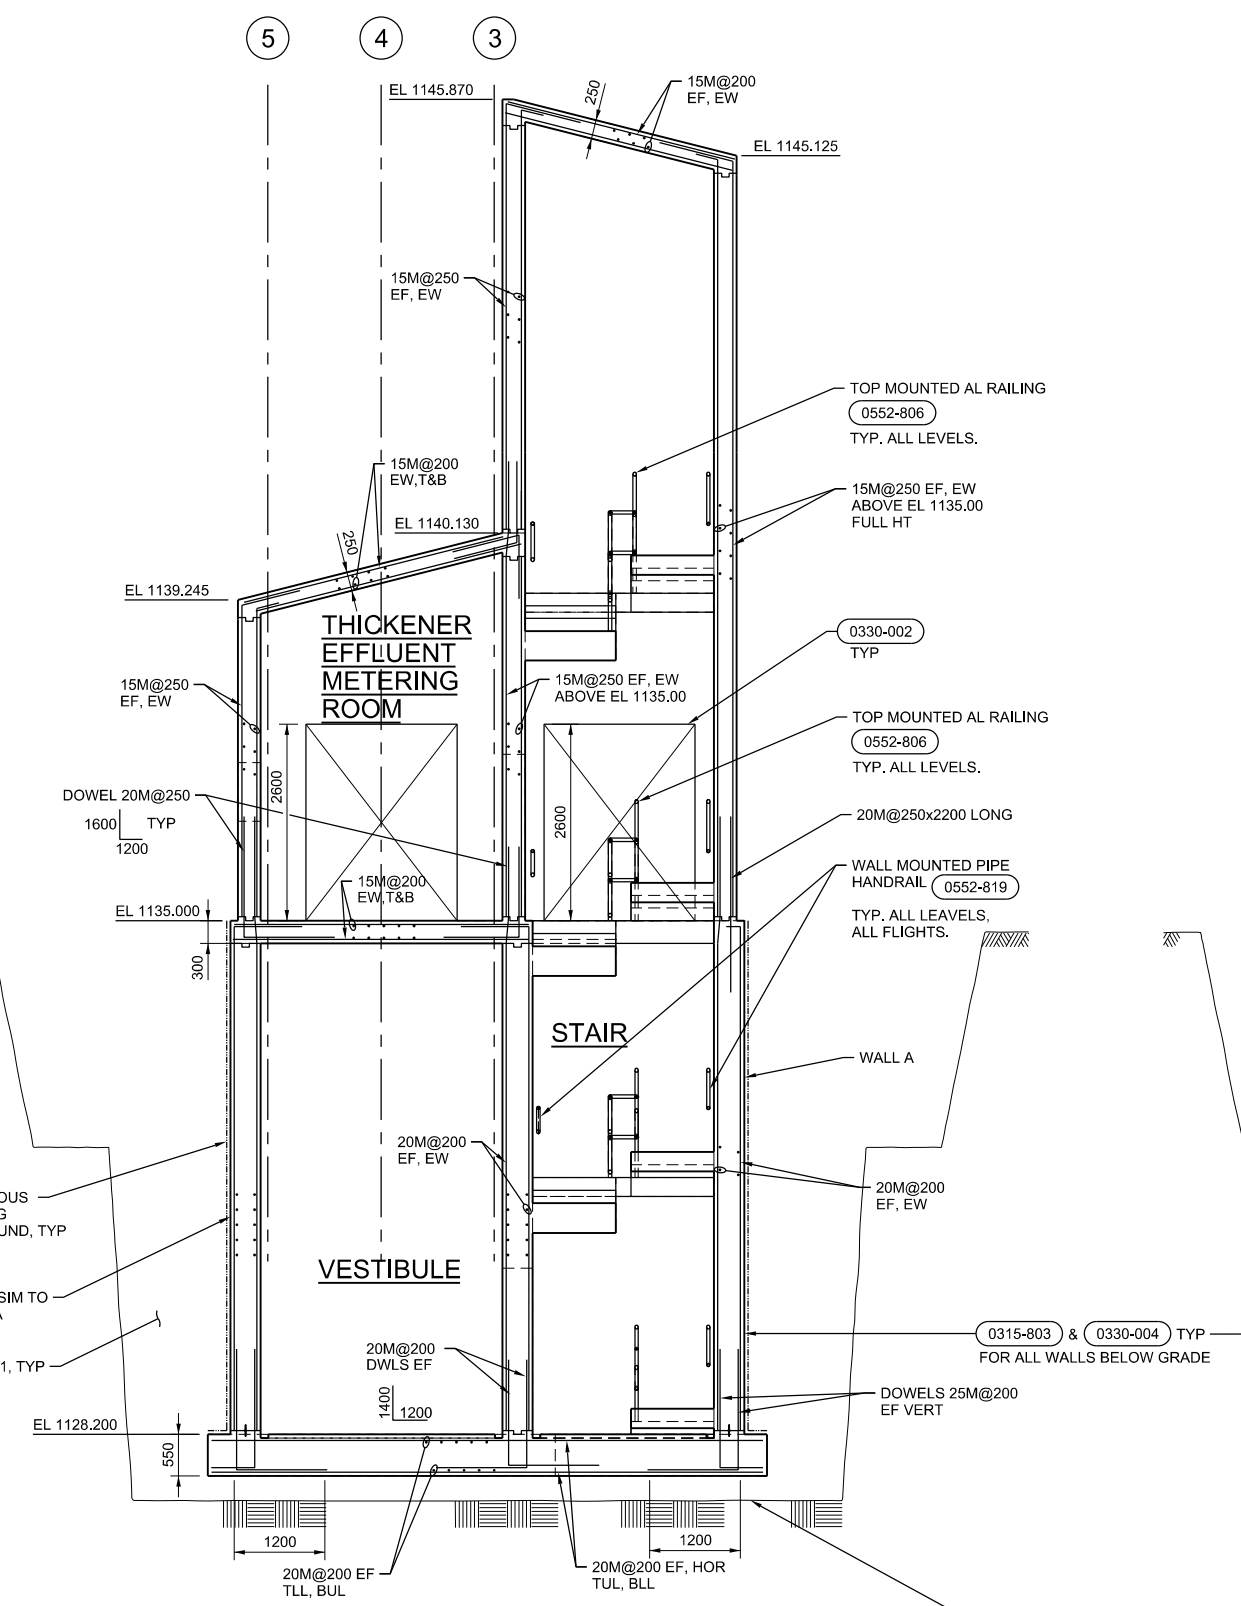 5
4
3
EL 1145.870
250
15M@200
EF, EW
EL 1145.125
15M@250
EF, EW
TOP MOUNTED AL RAILING
0552-806
TYP. ALL LEVELS.
15M@200
EW,T&B
15M@250 EF, EW
ABOVE EL 1135.00
FULL HT
EL 1140.130
250
EL 1139.245
THICKENER
EFFLUENT
METERING
ROOM
0330-002
TYP
15M@250
EF, EW
15M@250 EF, EW
ABOVE EL 1135.00
TOP MOUNTED AL RAILING
0552-806
TYP. ALL LEVELS.
DOWEL 20M@250
1600 TYP
1200
2600
2600
20M@250x2200 LONG
WALL MOUNTED PIPE
HANDRAIL 0552-819
TYP. ALL LEAVELS,
ALL FLIGHTS.
15M@200
EW,T&B
EL 1135.000
300
STAIR
WALL A
20M@200
EF, EW
20M@200
EF, EW
OUS
G
UND, TYP
VESTIBULE
SIM TO
A
1, TYP
0315-803 & 0330-004 TYP
FOR ALL WALLS BELOW GRADE
20M@200
DWLS EF
1400
1200
DOWELS 25M@200
EF VERT
EL 1128.200
550
1200
1200
20M@200 EF
TLL, BUL
20M@200 EF, HOR
TUL, BLL